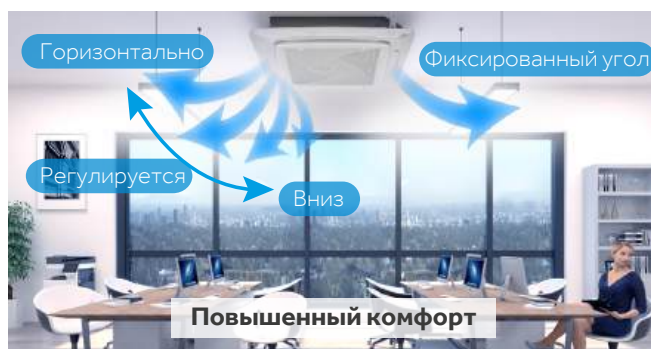 Горизонтально
Фиксированный угол
Регулируется
Вниз
Повышенный комфорт